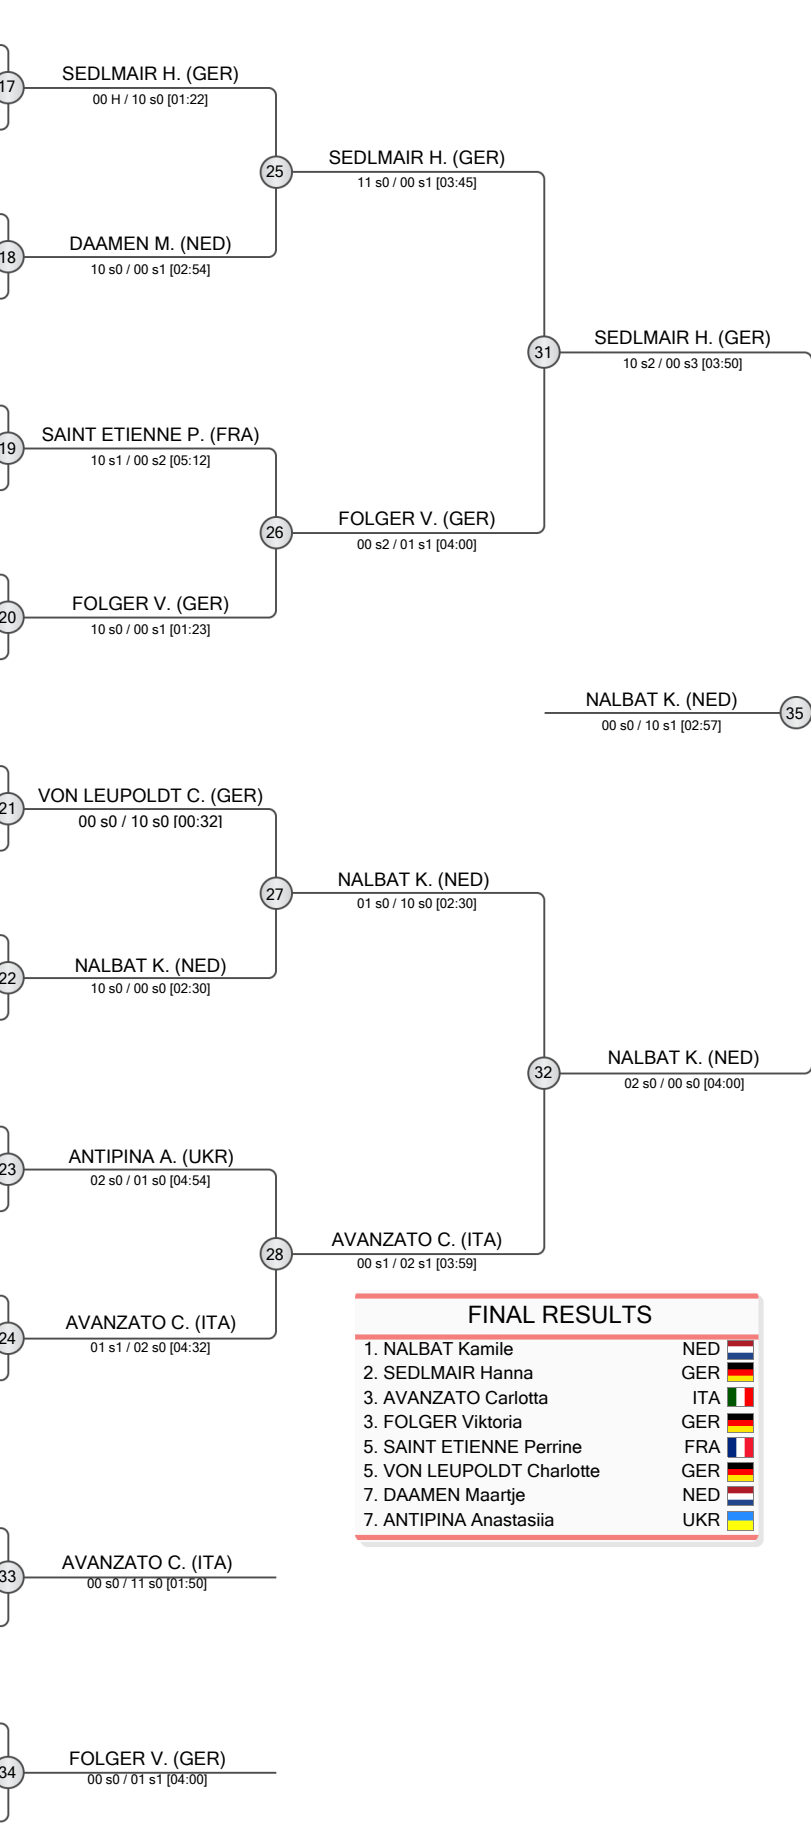 17
SEDLMAIR H. (GER)
00 H / 10 s0 [01:22]
25
SEDLMAIR H. (GER)
11 s0 / 00 s1 [03:45]
18
DAAMEN M. (NED)
10 s0 / 00 s1 [02:54]
31
SEDLMAIR H. (GER)
10 s2 / 00 s3 [03:50]
19
SAINT ETIENNE P. (FRA)
10 s1 / 00 s2 [05:12]
26
FOLGER V. (GER)
00 s2 / 01 s1 [04:00]
20
FOLGER V. (GER)
10 s0 / 00 s1 [01:23]
NALBAT K. (NED)
00 s0 / 10 s1 [02:57]
35
21
VON LEUPOLDT C. (GER)
00 s0 / 10 s0 [00:32]
27
NALBAT K. (NED)
01 s0 / 10 s0 [02:30]
22
NALBAT K. (NED)
10 s0 / 00 s0 [02:30]
32
NALBAT K. (NED)
02 s0 / 00 s0 [04:00]
23
ANTIPINA A. (UKR)
02 s0 / 01 s0 [04:54]
28
AVANZATO C. (ITA)
00 s1 / 02 s1 [03:59]
24
AVANZATO C. (ITA)
01 s1 / 02 s0 [04:32]
FINAL RESULTS
1. NALBAT Kamile NED
2. SEDLMAIR Hanna GER
3. AVANZATO Carlotta ITA
3. FOLGER Viktoria GER
5. SAINT ETIENNE Perrine FRA
5. VON LEUPOLDT Charlotte GER
7. DAAMEN Maartje NED
7. ANTIPINA Anastasiia UKR
33
AVANZATO C. (ITA)
00 s0 / 11 s0 [01:50]
34
FOLGER V. (GER)
00 s0 / 01 s1 [04:00]